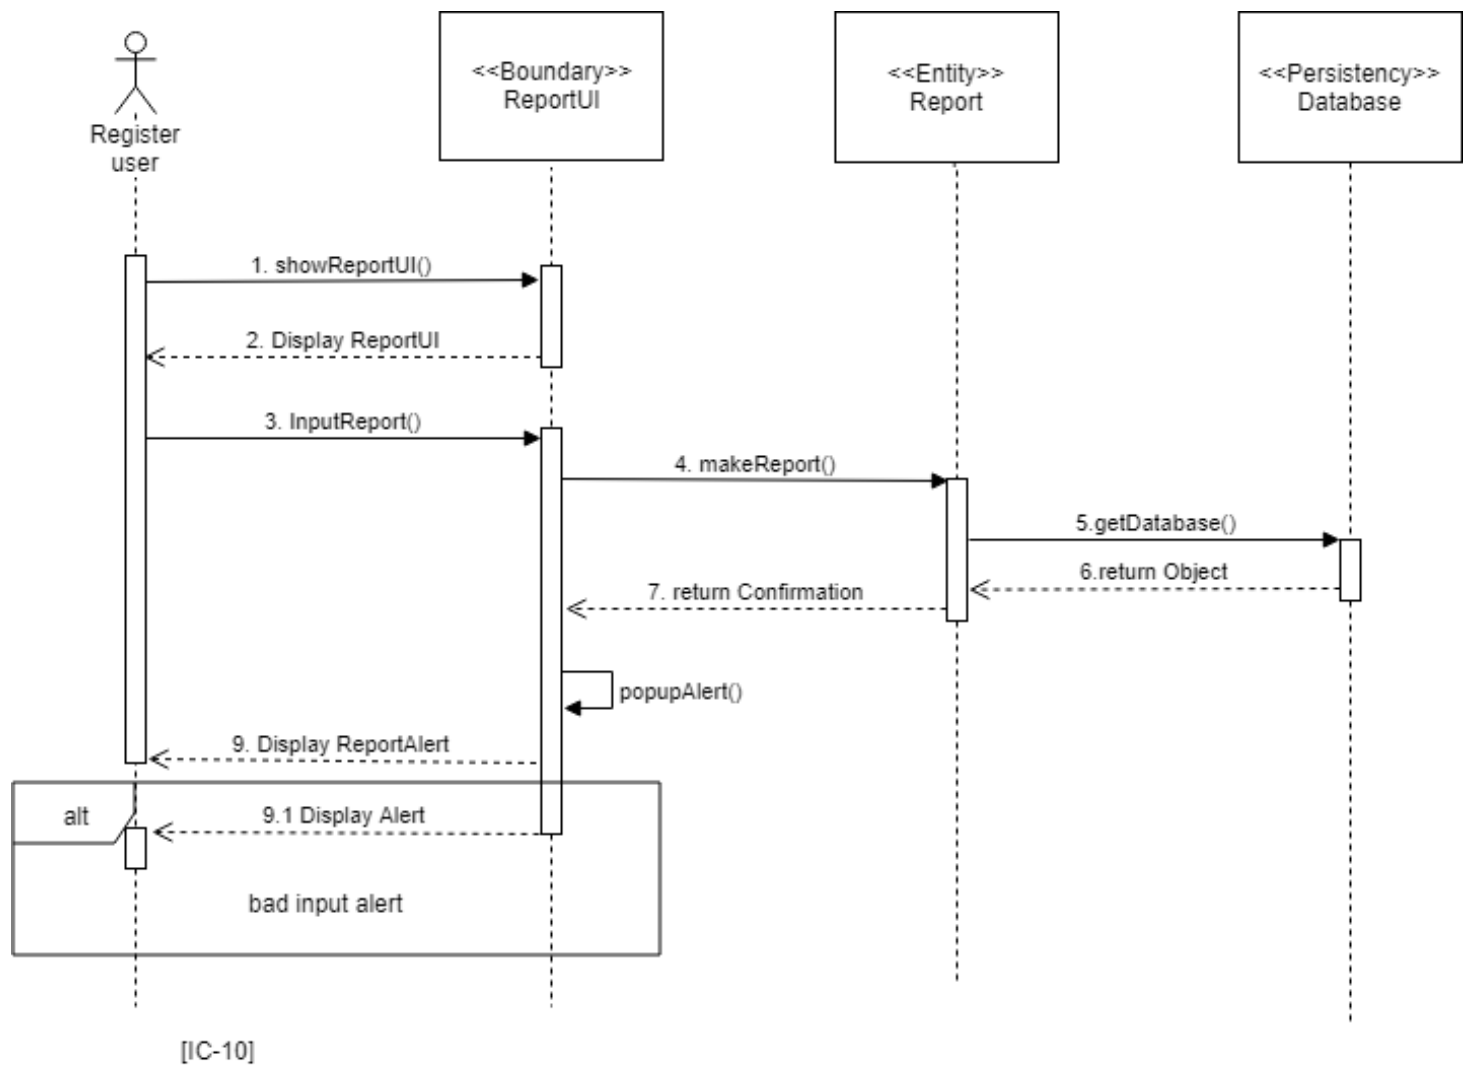 Register
user
<<Boundary>>
ReportUI
<<Entity>>
Report
<<Persistency>>
Database
1. showReportUI()
2. Display ReportUI
3. InputReport()
4. makeReport()
5.getDatabase()
6.return Object
7. return Confirmation
popupAlert()
9. Display ReportAlert
alt
9.1 Display Alert
bad input alert
[IC-10]